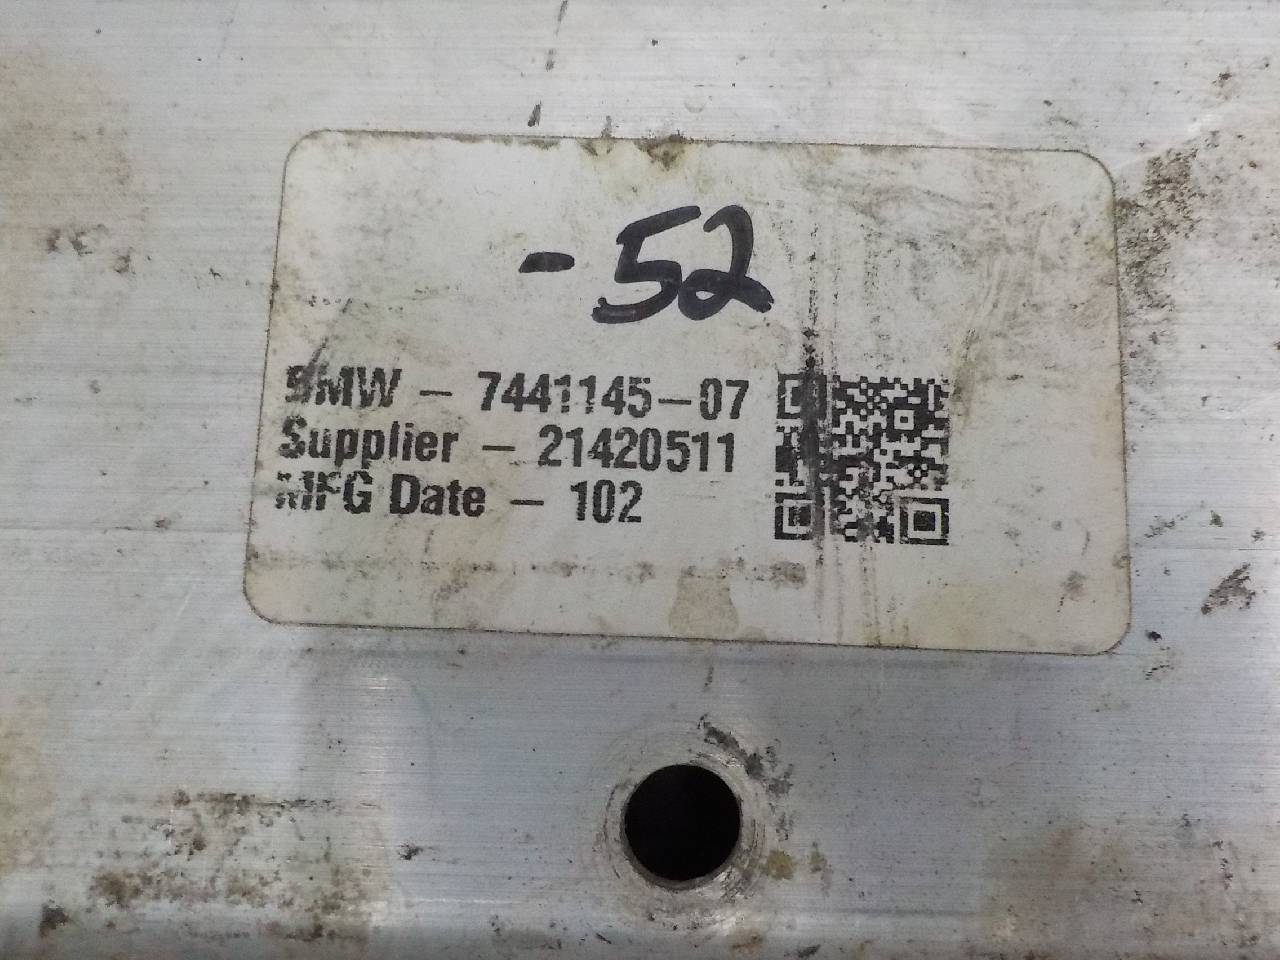 -52
BMW - 7441145-07
Supplier - 21420511
MFG Date - 102